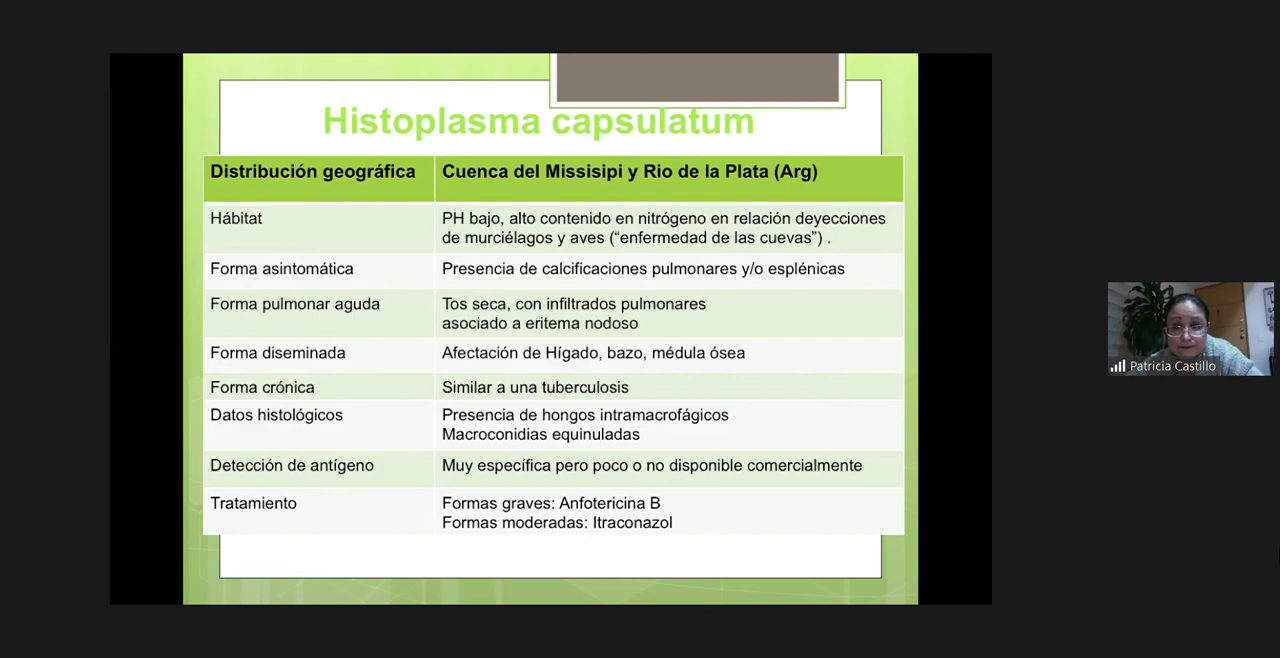 Histoplasma capsulatum
Distribución geográfica
Cuenca del Missisipi y Rio de la Plata (Arg)
Hábitat
PH bajo, alto contenido en nitrógeno en relación deyecciones
de murciélagos y aves (“enfermedad de las cuevas”) .
Forma asintomática
Presencia de calcificaciones pulmonares y/o esplénicas
Forma pulmonar aguda
Tos seca, con infiltrados pulmonares
asociado a eritema nodoso
Forma diseminada
Afectación de Hígado, bazo, médula ósea
Forma crónica
Similar a una tuberculosis
Datos histológicos
Presencia de hongos intramacrofágicos
Macroconidias equinuladas
Detección de antígeno
Muy específica pero poco o no disponible comercialmente
Tratamiento
Formas graves: Anfotericina B
Formas moderadas: Itraconazol
Patricia Castillo